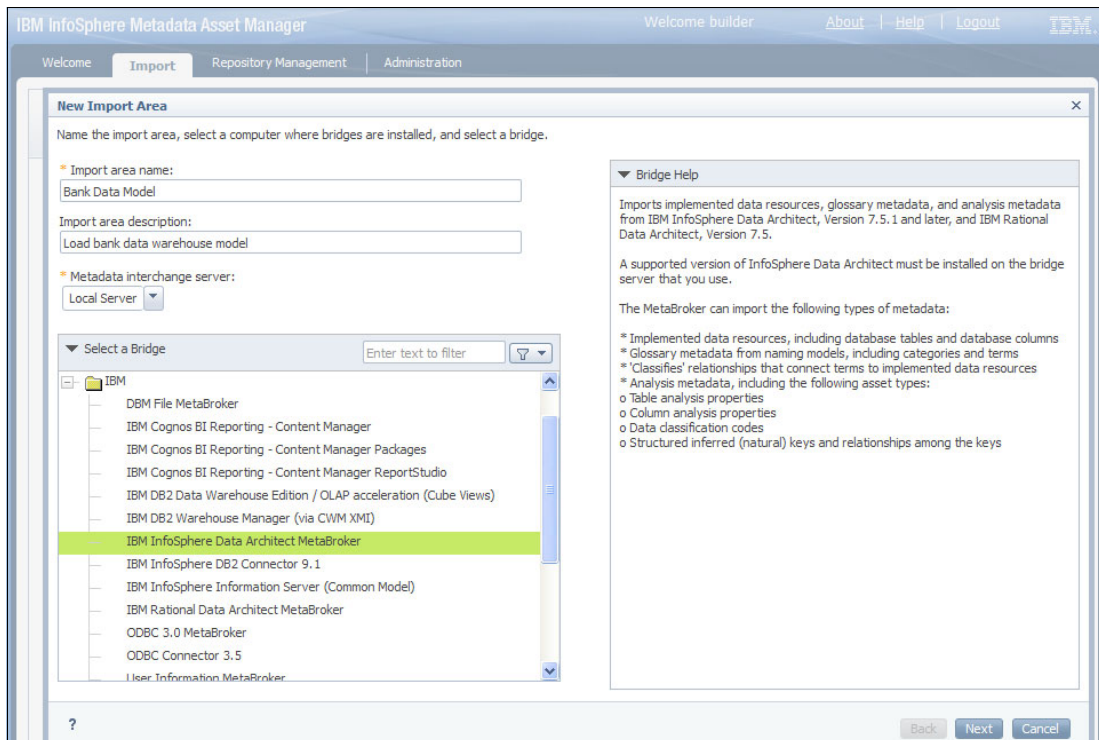 IBM InfoSphere Metadata Asset Manager Welcome builder About | Help | Logout IBM.
Welcome Import Repository Management Administration
New Import Area
Name the import area, select a computer where bridges are installed, and select a bridge.
* Import area name:
Bank Data Model
Import area description:
Load bank data warehouse model
* Metadata interchange server:
Local Server
Select a Bridge Enter text to filter
IBM
DBM File MetaBroker
IBM Cognos BI Reporting - Content Manager
IBM Cognos BI Reporting - Content Manager Packages
IBM Cognos BI Reporting - Content Manager ReportStudio
IBM DB2 Data Warehouse Edition / OLAP acceleration (Cube Views)
IBM DB2 Warehouse Manager (via CWM XMI)
IBM InfoSphere Data Architect MetaBroker
IBM InfoSphere DB2 Connector 9.1
IBM InfoSphere Information Server (Common Model)
IBM Rational Data Architect MetaBroker
ODBC 3.0 MetaBroker
ODBC Connector 3.5
User Information MetaBroker
Bridge Help
Imports implemented data resources, glossary metadata, and analysis metadata
from IBM InfoSphere Data Architect, Version 7.5.1 and later, and IBM Rational
Data Architect, Version 7.5.
A supported version of InfoSphere Data Architect must be installed on the bridge
server that you use.
The MetaBroker can import the following types of metadata:
* Implemented data resources, including database tables and database columns
* Glossary metadata from naming models, including categories and terms
* 'Classifies' relationships that connect terms to implemented data resources
* Analysis metadata, including the following asset types:
o Table analysis properties
o Column analysis properties
o Data classification codes
o Structured inferred (natural) keys and relationships among the keys
? Back Next Cancel